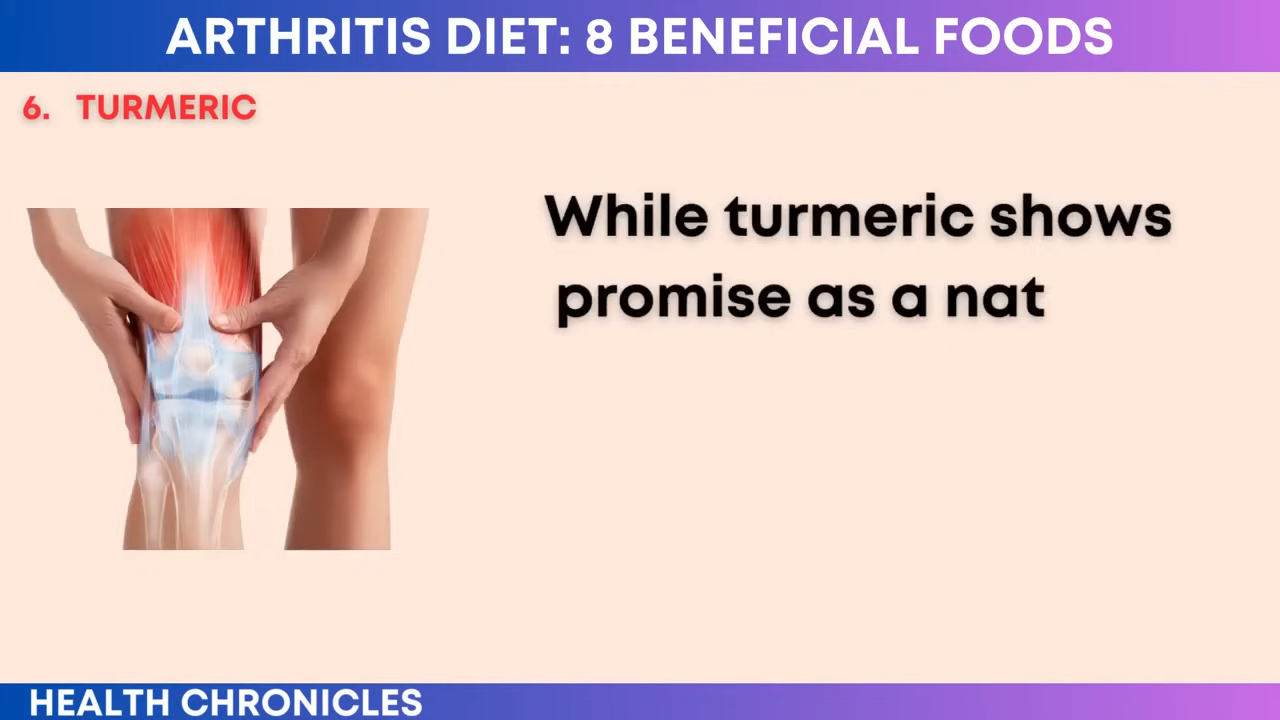 ARTHRITIS DIET: 8 BENEFICIAL FOODS
6. TURMERIC
While turmeric shows
promise as a nat
HEALTH CHRONICLES